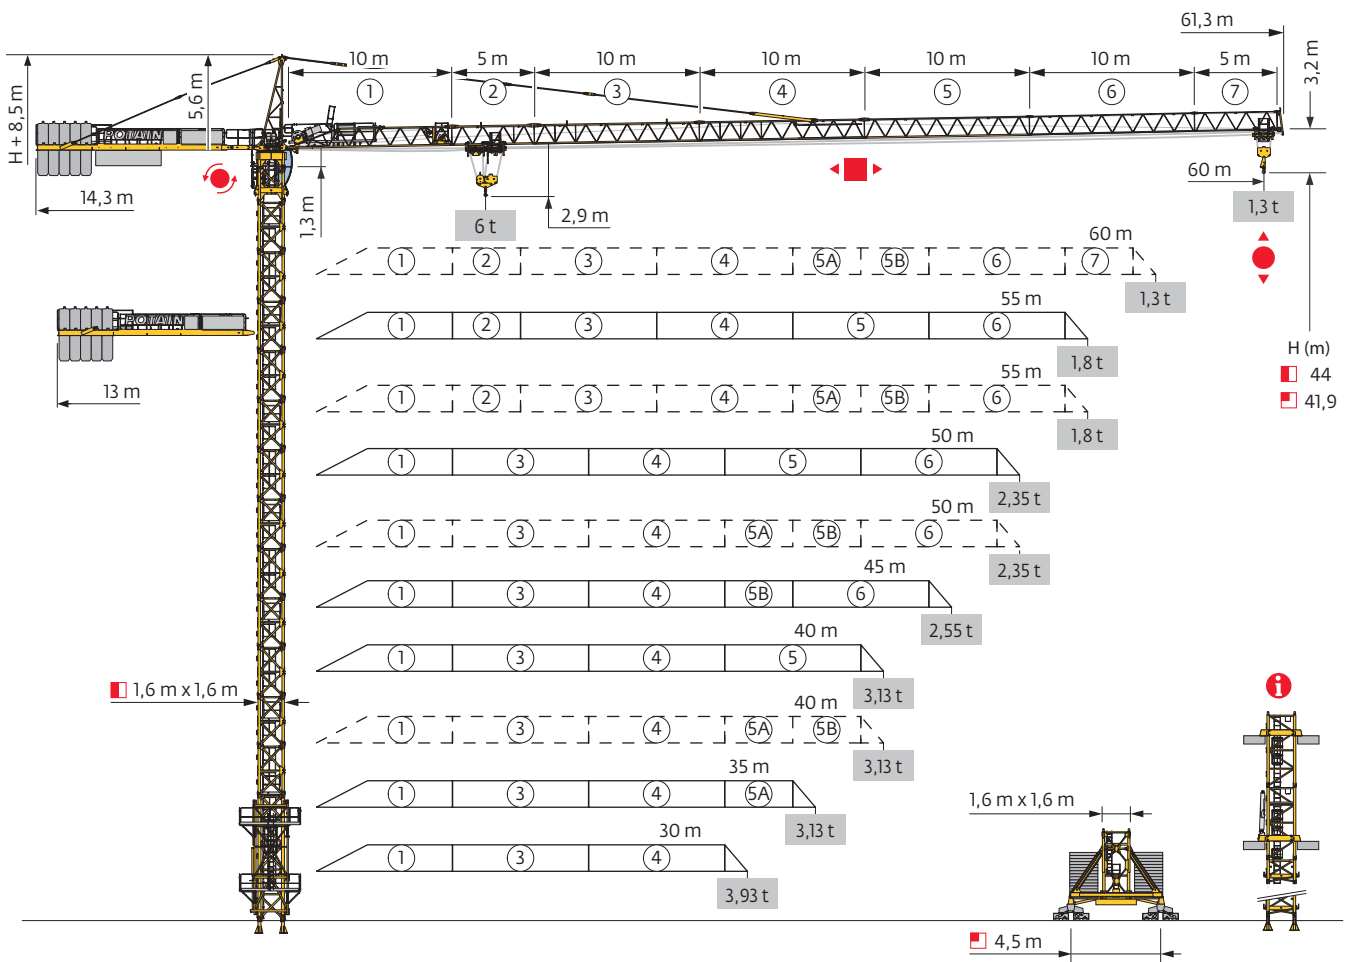 61,3 m
10 m 5 m 10 m 10 m 10 m 10 m 5 m
1 2 3 4 5 6 7
H + 8,5 m
5,6 m
3,2 m
POTAIN
14,3 m
1,3 m
6 t
2,9 m
60 m
1,3 t
60 m
1 2 3 4 5A 5B 6 7
1,3 t
55 m
1 2 3 4 5 6
1,8 t
POTAIN
13 m
H (m)
44
41,9
55 m
1 2 3 4 5A 5B 6
1,8 t
50 m
1 3 4 5 6
2,35 t
50 m
1 3 4 5A 5B 6
2,35 t
45 m
1 3 4 5B 6
2,55 t
40 m
1 3 4 5
3,13 t
1,6 m x 1,6 m
40 m
1 3 4 5A 5B
3,13 t
35 m
1 3 4 5A
3,13 t
30 m
1 3 4
3,93 t
i
1,6 m x 1,6 m
4,5 m